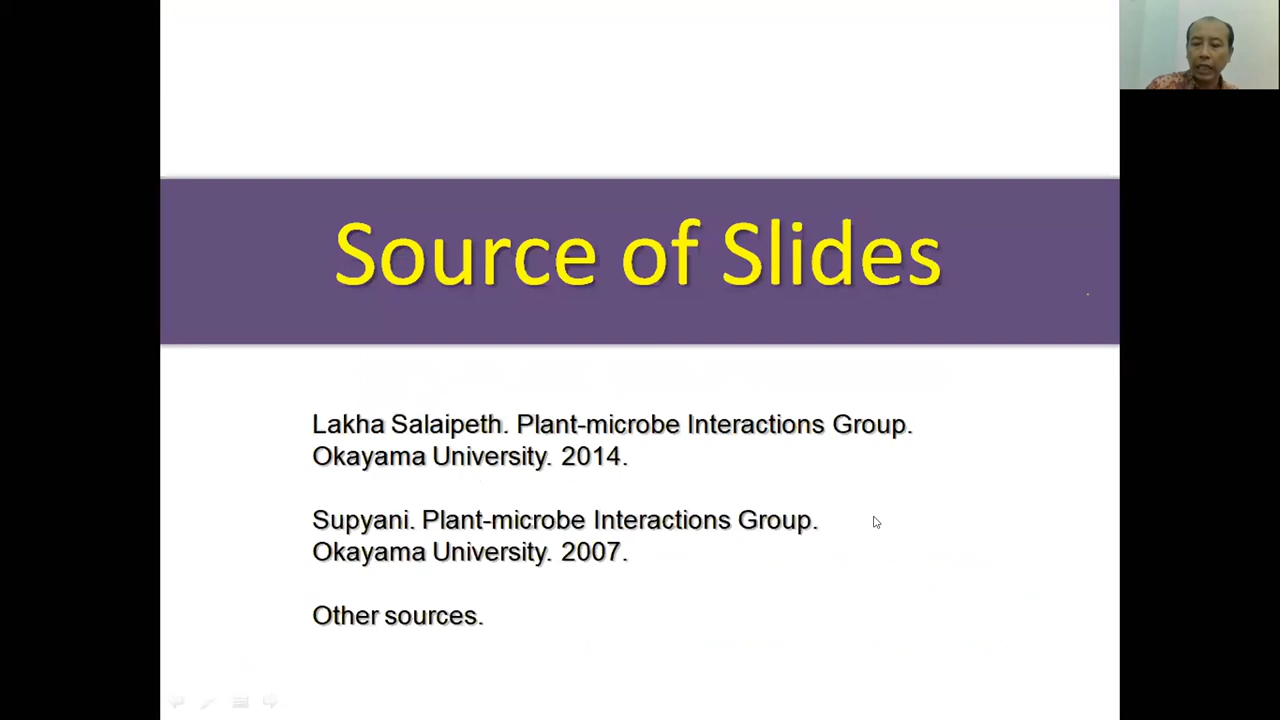 Source of Slides
Lakha Salaipeth. Plant-microbe Interactions Group.
Okayama University. 2014.
Supyani. Plant-microbe Interactions Group.
Okayama University. 2007.
Other sources.